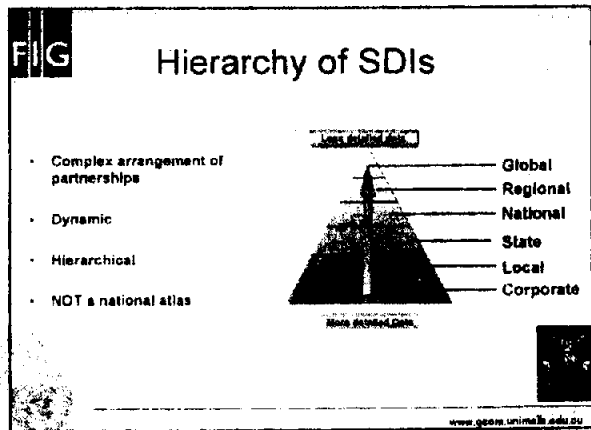 FIG
Hierarchy of SDIs
Less detailed data
• Complex arrangement of
partnerships
• Dynamic
• Hierarchical
• NOT a national atlas
Global
Regional
National
State
Local
Corporate
More detailed Data
www.geom.unimelb.edu.au